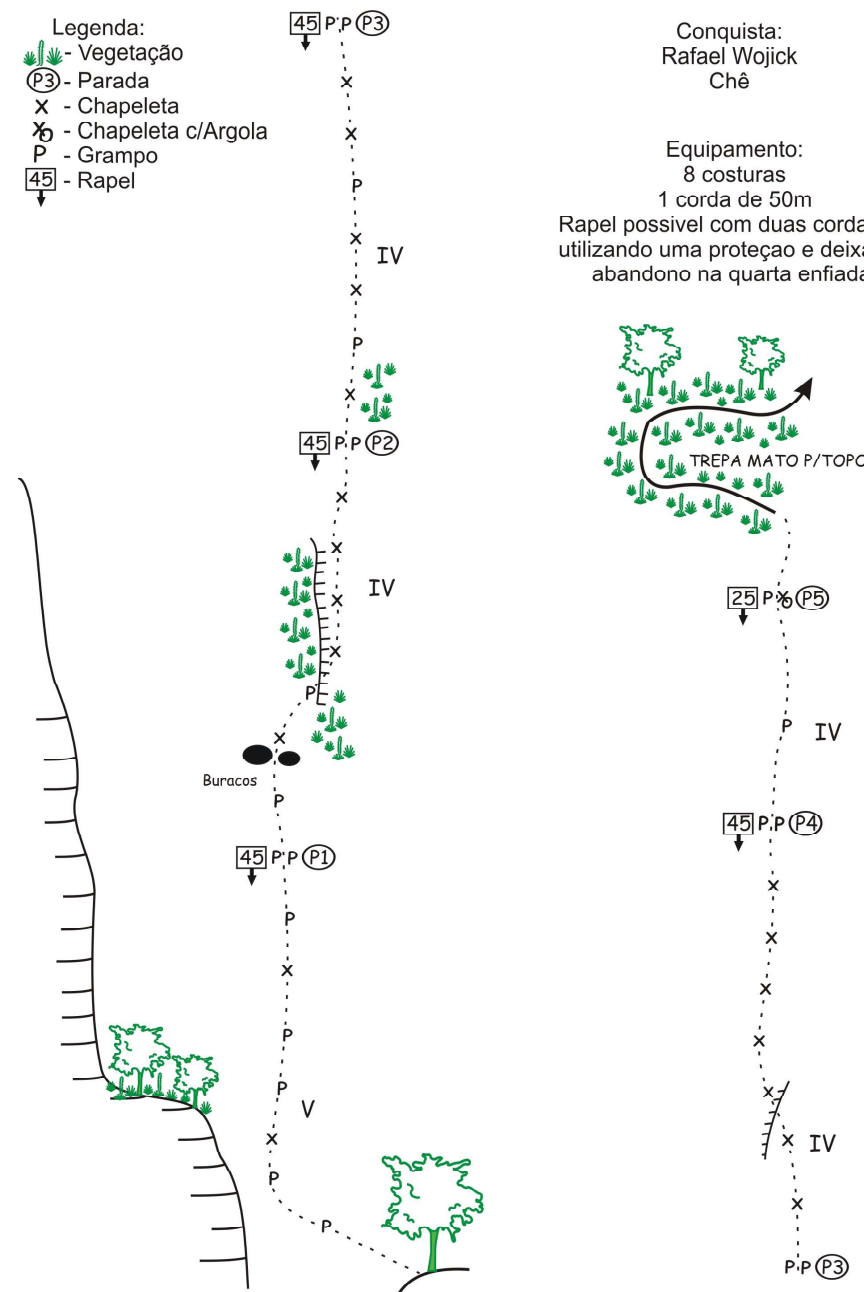 Legenda:
- Vegetação
P3 - Parada
x - Chapeleta
- Chapeleta c/Argola
P - Grampo
45 - Rapel
Conquista:
Rafael Wojick
Chê
Equipamento:
8 costuras
1 corda de 50m
Rapel possivel com duas corda
utilizando uma proteçao e deixa
abandono na quarta enfiada
45 P P P3
x
x
P
x
IV
x
P
x
45 P P P2
x
x
IV
x
x
P
x
Buracos
P
45 P P P1
P
x
P
P
V
x
P
P
TREPA MATO P/TOPO
25 P P5
P
IV
45 P P P4
x
x
x
x
x
x
IV
x
P P P3